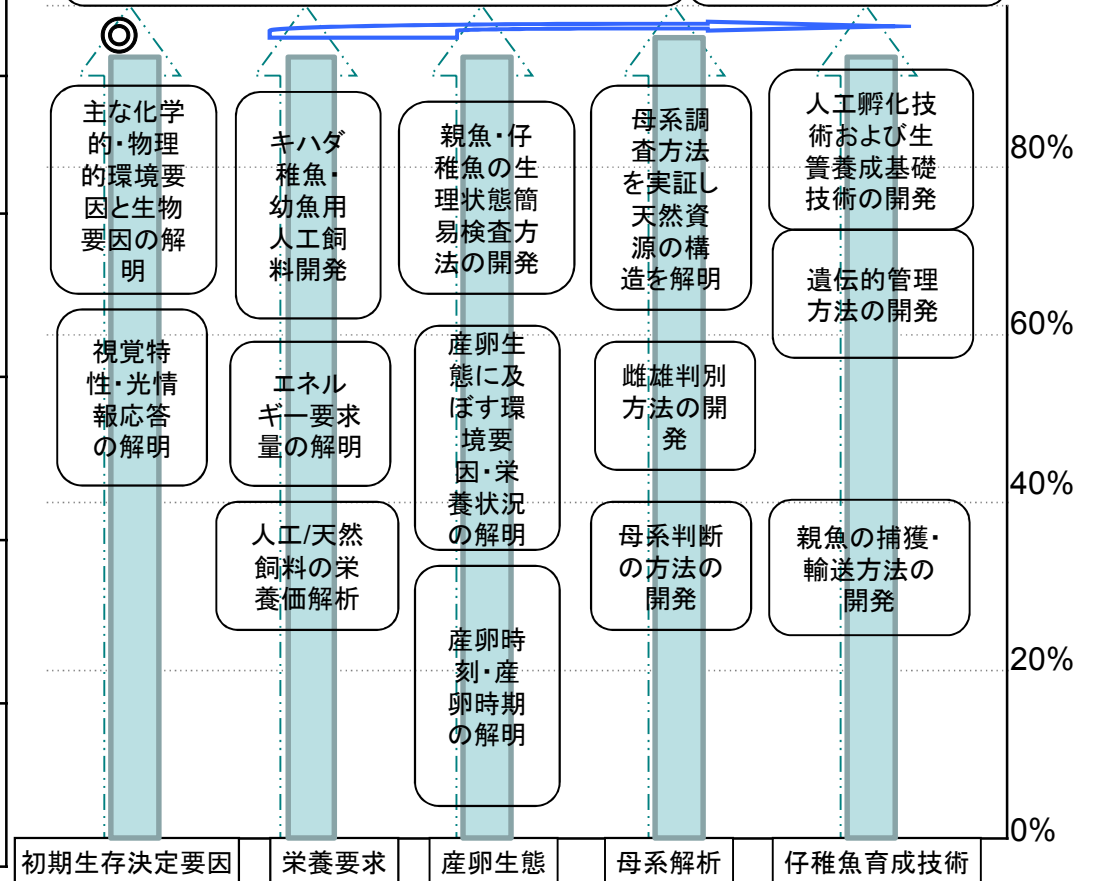 ◎
主な化学
的・物理
的環境要
因と生物
要因の解
明
視覚特
性・光情
報応答
の解明
キハダ
稚魚・
幼魚用
人工飼
料開発
エネル
ギー要求
量の解明
人工/天然
飼料の栄
養価解析
親魚・仔
稚魚の生
理状態簡
易検査方
法の開発
産卵生
態に及
ぼす環
境要
因・栄
養状況
の解明
産卵時
刻・産
卵時期
の解明
母系調
査方法
を実証し
天然資
源の構
造を解明
雌雄判別
方法の開
発
母系判断
の方法の
開発
人工孵化技
術および生
簀養成基礎
技術の開発
遺伝的管理
方法の開発
親魚の捕獲・
輸送方法の
開発
80%
60%
40%
20%
0%
初期生存決定要因
栄養要求
産卵生態
母系解析
仔稚魚育成技術